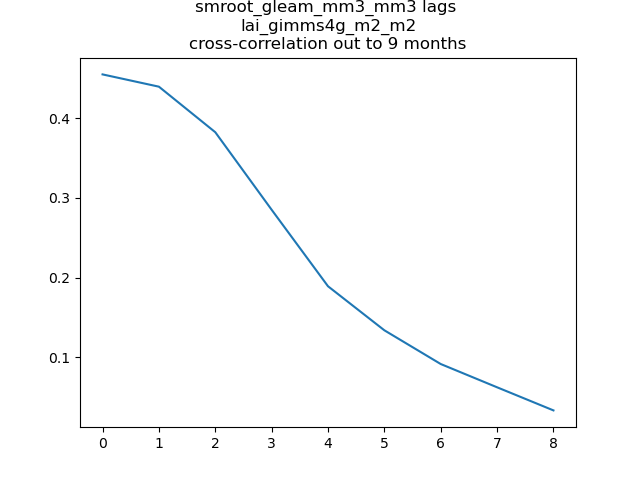 smroot_gleam_mm3_mm3 lags
lai_gimms4g_m2_m2
cross-correlation out to 9 months
0.4
0.3
0.2
0.1
0 1 2 3 4 5 6 7 8